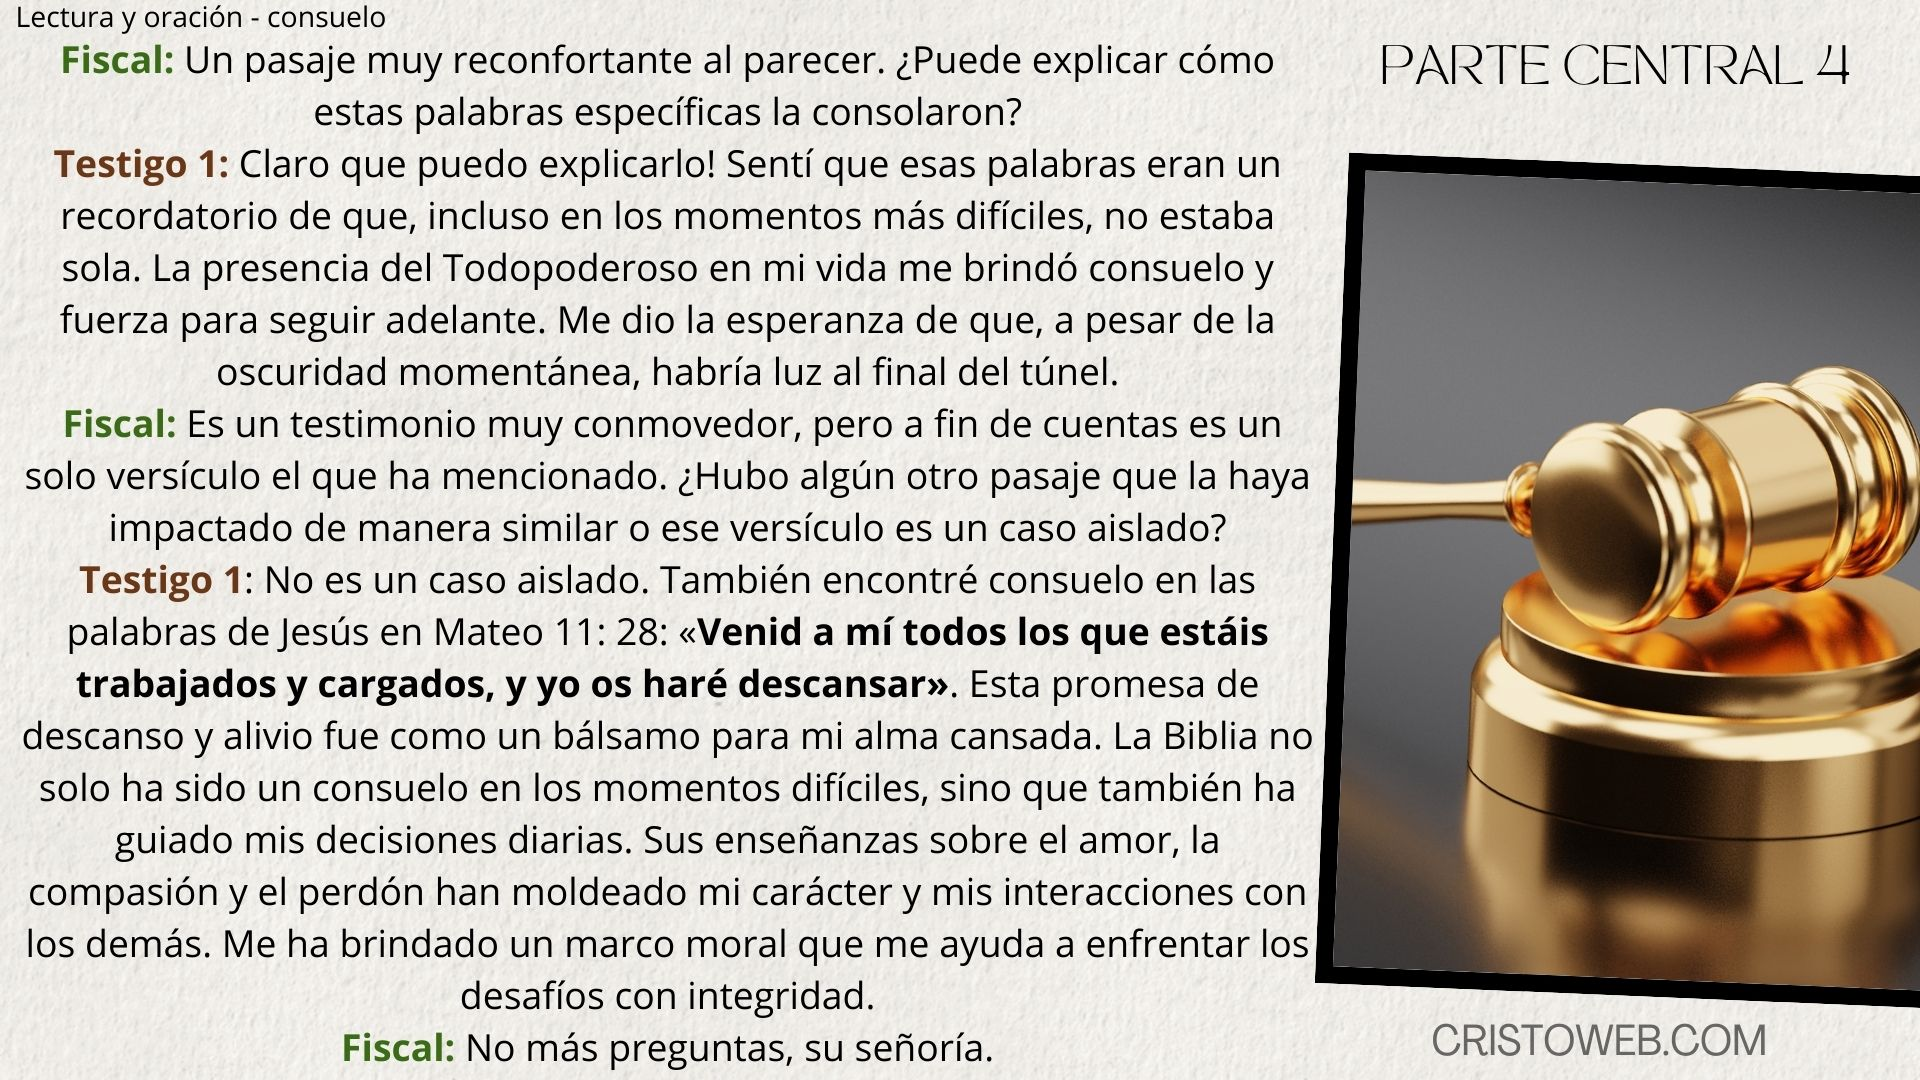 Lectura y oración - consuelo
Fiscal: Un pasaje muy reconfortante al parecer. ¿Puede explicar cómo
estas palabras específicas la consolaron?
Testigo 1: Claro que puedo explicarlo! Sentí que esas palabras eran un
recordatorio de que, incluso en los momentos más difíciles, no estaba
sola. La presencia del Todopoderoso en mi vida me brindó consuelo y
fuerza para seguir adelante. Me dio la esperanza de que, a pesar de la
oscuridad momentánea, habría luz al final del túnel.
Fiscal: Es un testimonio muy conmovedor, pero a fin de cuentas es un
solo versículo el que ha mencionado. ¿Hubo algún otro pasaje que la haya
impactado de manera similar o ese versículo es un caso aislado?
Testigo 1: No es un caso aislado. También encontré consuelo en las
palabras de Jesús en Mateo 11: 28: «Venid a mí todos los que estáis
trabajados y cargados, y yo os haré descansar». Esta promesa de
descanso y alivio fue como un bálsamo para mi alma cansada. La Biblia no
solo ha sido un consuelo en los momentos difíciles, sino que también ha
guiado mis decisiones diarias. Sus enseñanzas sobre el amor, la
compasión y el perdón han moldeado mi carácter y mis interacciones con
los demás. Me ha brindado un marco moral que me ayuda a enfrentar los
desafíos con integridad.
Fiscal: No más preguntas, su señoría.
PARTE CENTRAL 4
CRISTOWEB.COM